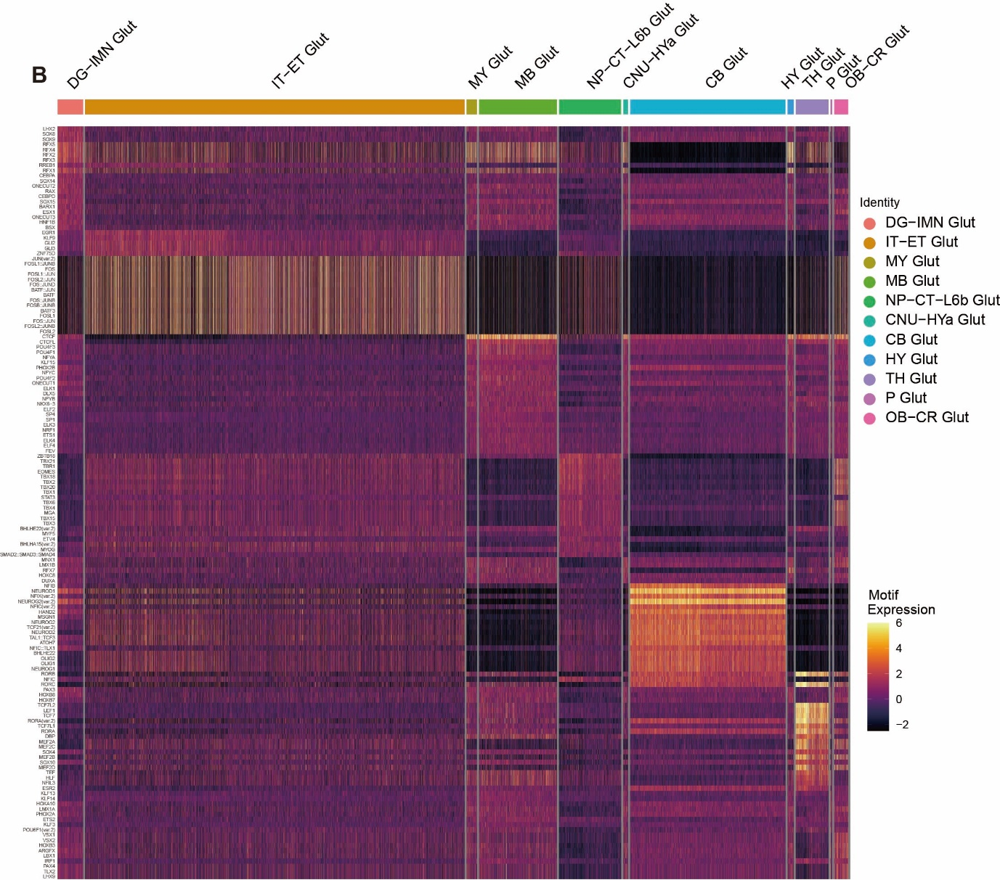 B
DG−IMN Glut
IT−ET Glut
MY Glut
MB Glut
NP−CT−L6b Glut
CNU−HYa Glut
CB Glut
HY Glut
TH Glut
P Glut
OB−CR Glut
LHX2
SOX8
SOX9
RFX5
RFX4
RFX2
RFX3
RREB1
RFX1
CEBPA
SOX14
ONECUT2
RAX
CEBPD
SOX15
BARX1
ESX1
ONECUT3
HNF1B
BSX
EGR1
KLF9
GLI2
GLI3
ZNF75D
JUN(var.2)
FOSL1::JUNB
FOS
FOSL1::JUN
FOSL2::JUN
FOS::JUND
BATF::JUN
BATF
FOS::JUNB
FOSB::JUNB
BATF3
FOSL1
FOS::JUN
FOSL2::JUNB
FOSL2
CTCF
CTCFL
POU4F3
POU4F1
NFYA
KLF15
PHOX2B
NFYC
POU4F2
ONECUT1
ELK1
DLX5
NFYB
NKX6−3
ELF2
SP4
SP1
ELK3
NRF1
ETS1
ELK4
ELF4
FEV
ZBTB18
TBX21
TBR1
EOMES
TBX18
TBX2
TBX20
TBX1
STAT3
TBX6
TBX4
MGA
TBX15
TBX3
BHLHE22(var.2)
MYF5
ETV4
BHLHA15(var.2)
MYOG
SMAD2::SMAD3::SMAD4
MNX1
LMX1B
RFX7
HOXC8
DUXA
NFIB
NEUROD1
NFIX(var.2)
NEUROG2(var.2)
NFIC(var.2)
HAND2
MSGN1
NEUROG2
TCF21(var.2)
NEUROD2
TAL1::TCF3
ATOH7
NFIC::TLX1
BHLHE22
OLIG2
OLIG1
NEUROG1
RORB
NFIC
RORC
PAX3
HOXB8
HOXB7
TCF7L2
LEF1
TCF7
RORA(var.2)
TCF7L1
RORA
DBP
MEF2A
MEF2C
SOX4
MEF2B
SOX10
MEF2D
TEF
HLF
NFIL3
ESR2
KLF13
KLF14
HOXA10
LMX1A
PHOX2A
ETS2
KLF3
POU6F1(var.2)
VSX1
VSX2
HOXB3
ARGFX
LBX1
IRF1
PAX4
TLX2
LHX9
Identity
DG−IMN Glut
IT−ET Glut
MY Glut
MB Glut
NP−CT−L6b Glut
CNU−HYa Glut
CB Glut
HY Glut
TH Glut
P Glut
OB−CR Glut
Motif
Expression
6
4
2
0
−2